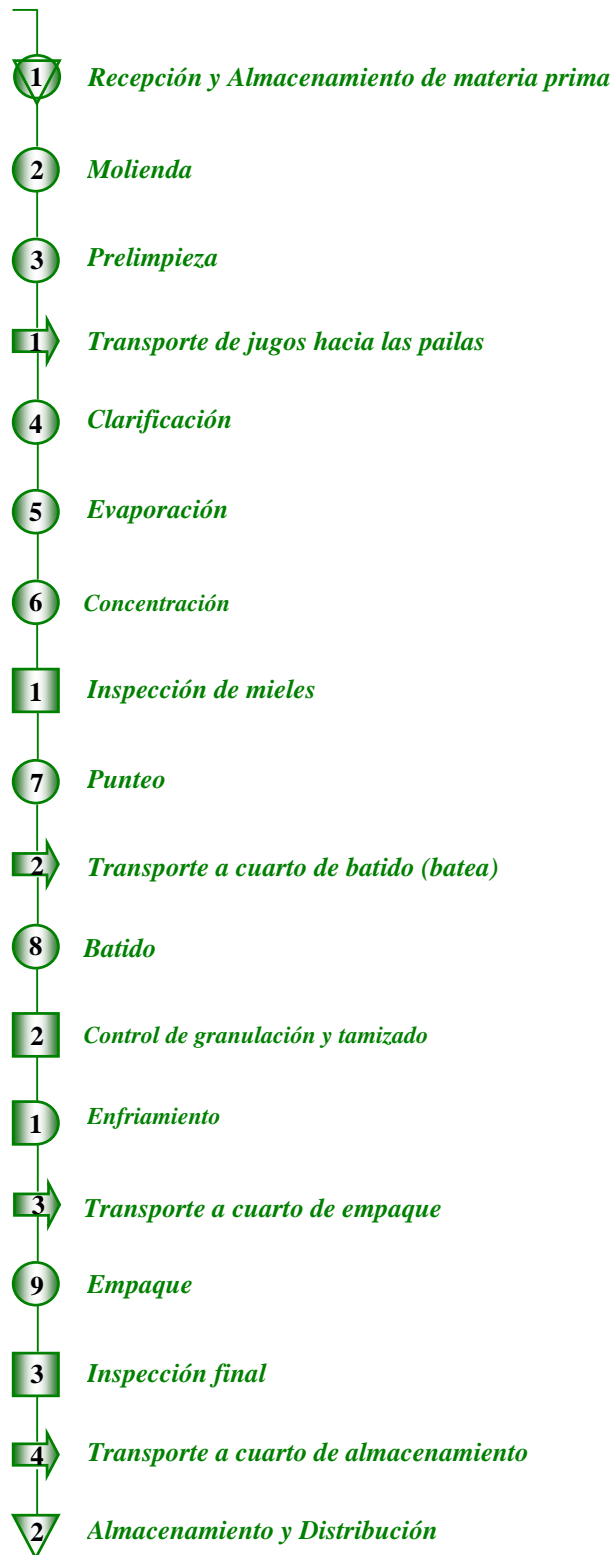 1 Recepción y Almacenamiento de materia prima
2 Molienda
3 Prelimpieza
1 Transporte de jugos hacia las pailas
4 Clarificación
5 Evaporación
6 Concentración
1 Inspección de mieles
7 Punteo
2 Transporte a cuarto de batido (batea)
8 Batido
2 Control de granulación y tamizado
1 Enfriamiento
3 Transporte a cuarto de empaque
9 Empaque
3 Inspección final
4 Transporte a cuarto de almacenamiento
2 Almacenamiento y Distribución